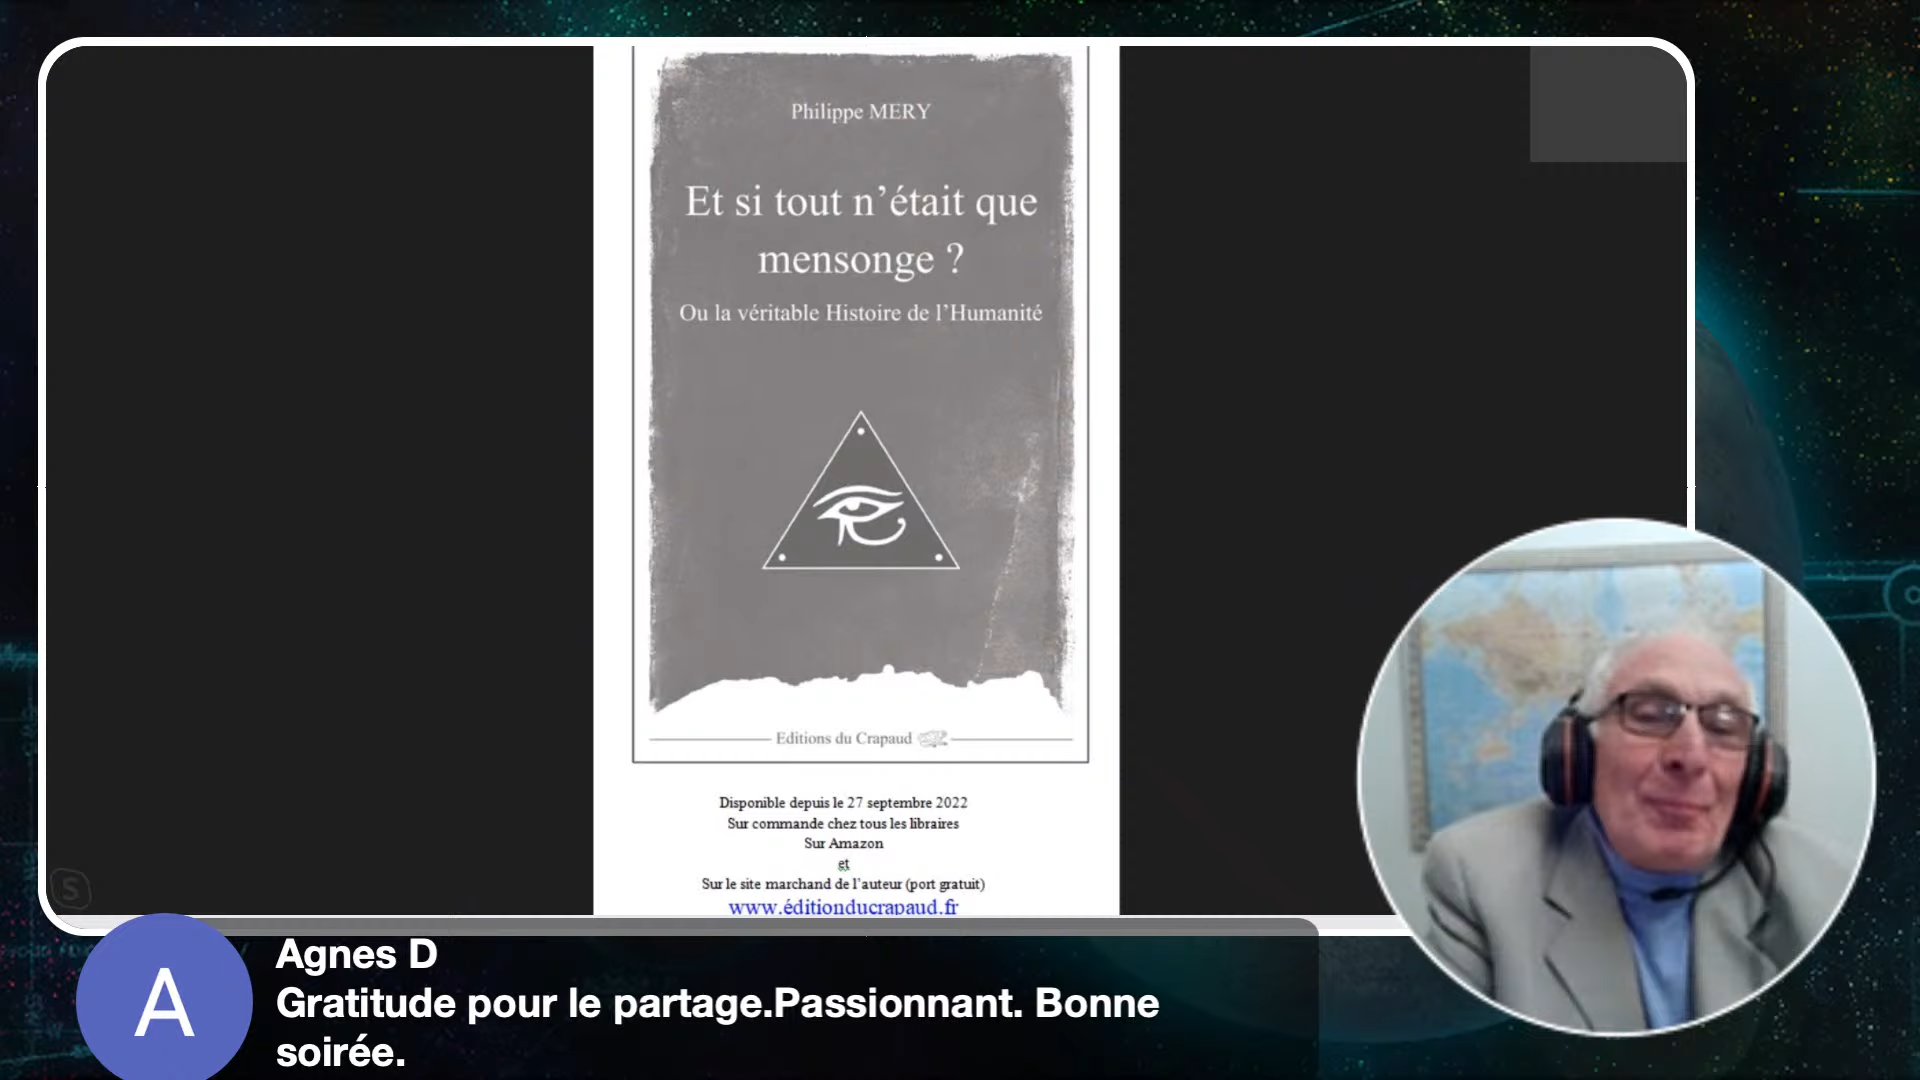 Philippe MERY
Et si tout n’était que
mensonge ?
Ou la véritable Histoire de l’Humanité
Editions du Crapaud
Disponible depuis le 27 septembre 2022
Sur commande chez tous les libraires
Sur Amazon
et
Sur le site marchand de l’auteur (port gratuit)
www.éditionducrapaud.fr
S
A
Agnes D
Gratitude pour le partage.Passionnant. Bonne
soirée.